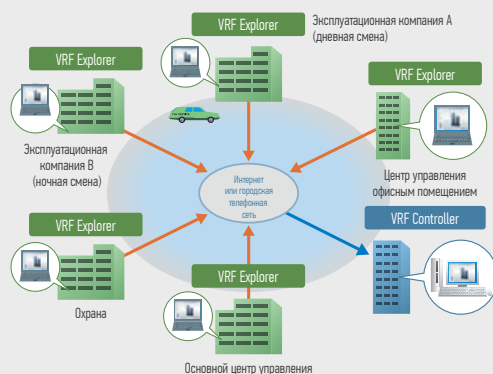 VRF Explorer
Эксплуатационная компания А
(дневная смена)
VRF Explorer
Эксплуатационная
компания В
(ночная смена)
VRF Explorer
Центр управления
офисным помещением
Интернет
или городская
телефонная
сеть
VRF Controller
VRF Explorer
Охрана
VRF Explorer
Основной центр управления